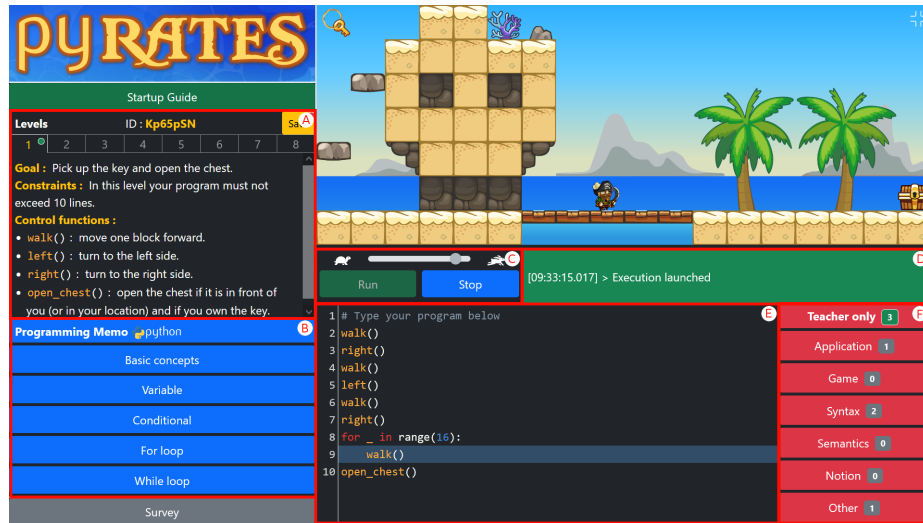 pyRATES
Startup Guide
Levels ID : Kp65pSN A
1 2 3 4 5 6 7 8
Goal : Pick up the key and open the chest.
Constraints : In this level your program must not
exceed 10 lines.
Control functions :
• walk() : move one block forward.
• left() : turn to the left side.
• right() : turn to the right side.
• open_chest() : open the chest if it is in front of
you (or in your location) and if you own the key.
Programming Memo python B
Basic concepts
Variable
Conditional
For loop
While loop
Survey
C
Run Stop
[09:33:15.017] > Execution launched D
1 # Type your program below E
2 walk()
3 right()
4 walk()
5 left()
6 walk()
7 right()
8 for _ in range(16):
9 walk()
10 open_chest()
Teacher only 3 F
Application 1
Game 0
Syntax 2
Semantics 0
Notion 0
Other 1